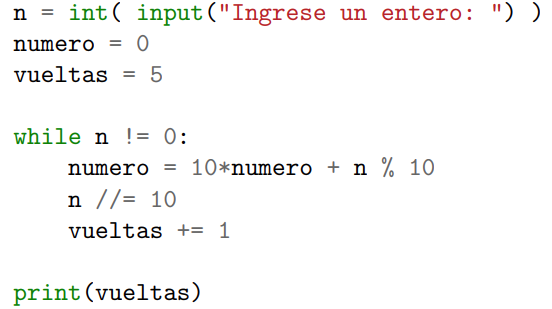 n = int( input("Ingrese un entero: ") )
numero = 0
vueltas = 5
while n != 0:
    numero = 10*numero + n % 10
    n //= 10
    vueltas += 1
print(vueltas)